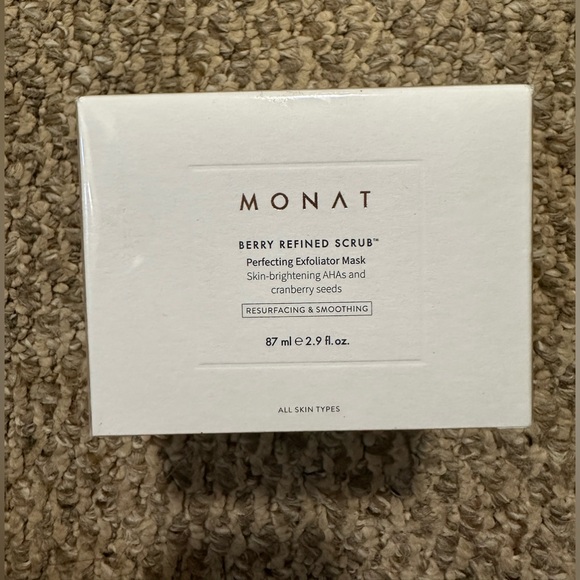 MONAT
BERRY REFINED SCRUB™
Perfecting Exfoliator Mask
Skin-brightening AHAs and
cranberry seeds
RESURFACING & SMOOTHING
87 ml ℮ 2.9 fl.oz.
ALL SKIN TYPES